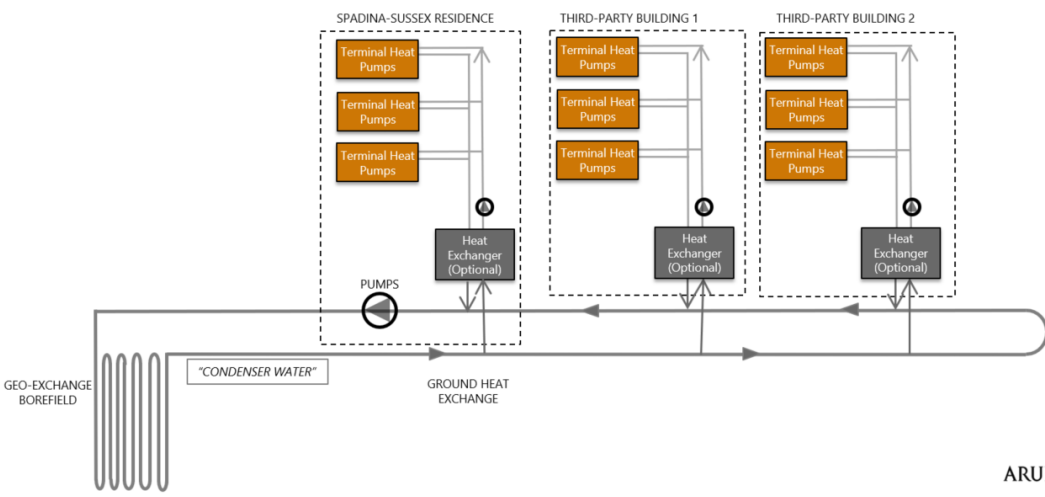 SPADINA-SUSSEX RESIDENCE
Terminal Heat
Pumps
Terminal Heat
Pumps
Terminal Heat
Pumps
Heat
Exchanger
(Optional)
PUMPS
THIRD-PARTY BUILDING 1
Terminal Heat
Pumps
Terminal Heat
Pumps
Terminal Heat
Pumps
Heat
Exchanger
(Optional)
THIRD-PARTY BUILDING 2
Terminal Heat
Pumps
Terminal Heat
Pumps
Terminal Heat
Pumps
Heat
Exchanger
(Optional)
GEO-EXCHANGE
BOREFIELD
"CONDENSER WATER"
GROUND HEAT
EXCHANGE
ARU